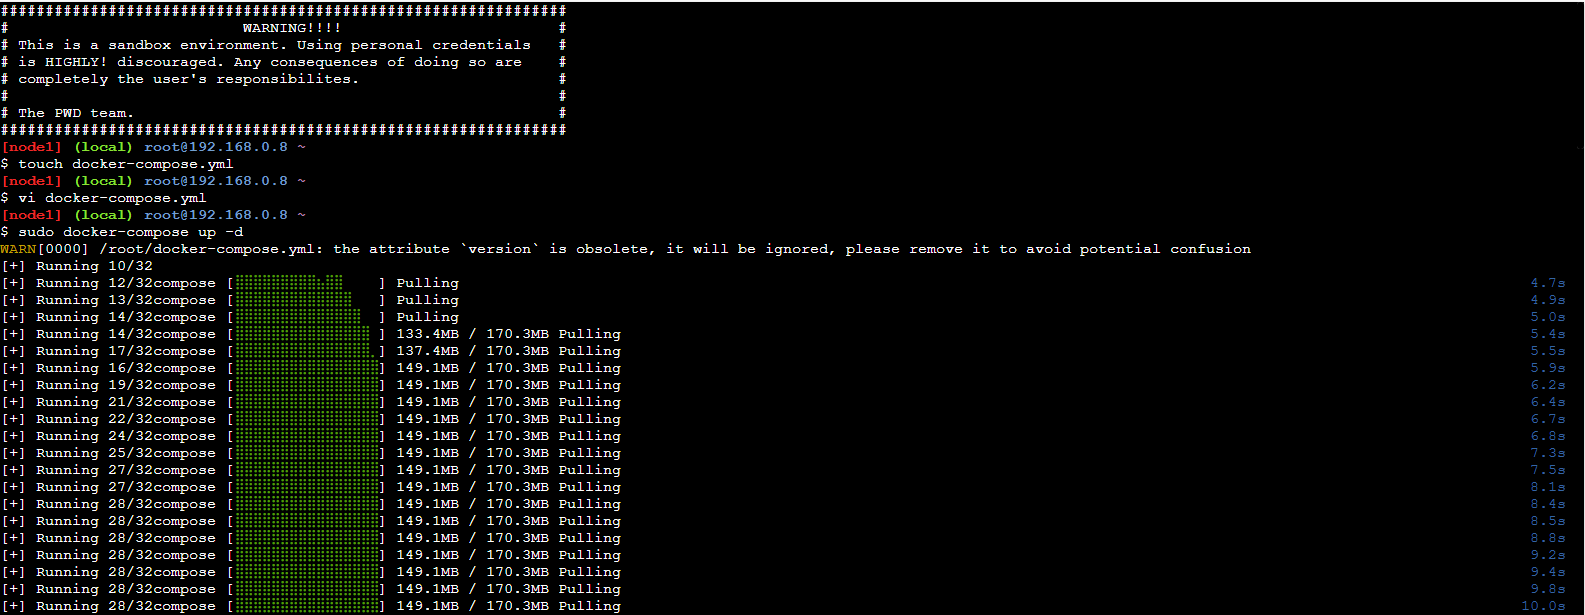 ###############################################################
# WARNING!!!! #
# This is a sandbox environment. Using personal credentials #
# is HIGHLY! discouraged. Any consequences of doing so are #
# completely the user's responsibilites. #
# #
# The PWD team. #
###############################################################
[node1] (local) root@192.168.0.8 ~
$ touch docker-compose.yml
[node1] (local) root@192.168.0.8 ~
$ vi docker-compose.yml
[node1] (local) root@192.168.0.8 ~
$ sudo docker-compose up -d
WARN[0000] /root/docker-compose.yml: the attribute `version` is obsolete, it will be ignored, please remove it to avoid potential confusion
[+] Running 10/32
[+] Running 12/32compose [ ] Pulling 4.7s
[+] Running 13/32compose [ ] Pulling 4.9s
[+] Running 14/32compose [ ] Pulling 5.0s
[+] Running 14/32compose [ ] 133.4MB / 170.3MB Pulling 5.4s
[+] Running 17/32compose [ ] 137.4MB / 170.3MB Pulling 5.5s
[+] Running 16/32compose [ ] 149.1MB / 170.3MB Pulling 5.9s
[+] Running 19/32compose [ ] 149.1MB / 170.3MB Pulling 6.2s
[+] Running 21/32compose [ ] 149.1MB / 170.3MB Pulling 6.4s
[+] Running 22/32compose [ ] 149.1MB / 170.3MB Pulling 6.7s
[+] Running 24/32compose [ ] 149.1MB / 170.3MB Pulling 6.8s
[+] Running 25/32compose [ ] 149.1MB / 170.3MB Pulling 7.3s
[+] Running 27/32compose [ ] 149.1MB / 170.3MB Pulling 7.5s
[+] Running 27/32compose [ ] 149.1MB / 170.3MB Pulling 8.1s
[+] Running 28/32compose [ ] 149.1MB / 170.3MB Pulling 8.4s
[+] Running 28/32compose [ ] 149.1MB / 170.3MB Pulling 8.5s
[+] Running 28/32compose [ ] 149.1MB / 170.3MB Pulling 8.8s
[+] Running 28/32compose [ ] 149.1MB / 170.3MB Pulling 9.2s
[+] Running 28/32compose [ ] 149.1MB / 170.3MB Pulling 9.4s
[+] Running 28/32compose [ ] 149.1MB / 170.3MB Pulling 9.8s
[+] Running 28/32compose [ ] 149.1MB / 170.3MB Pulling 10.0s